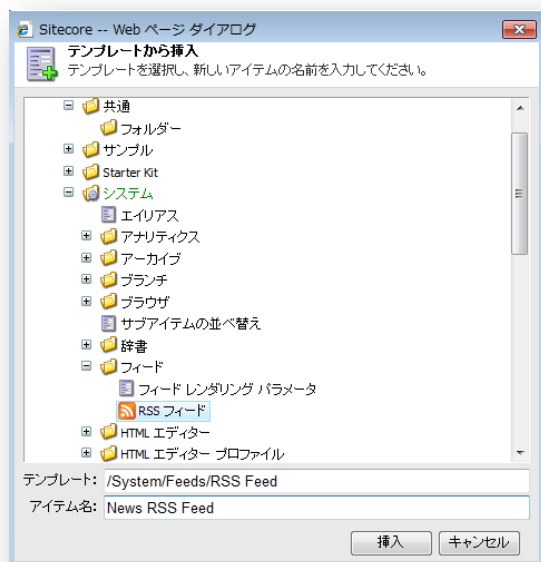 Sitecore -- Web ページ ダイアログ
テンプレートから挿入
テンプレートを選択し、新しいアイテムの名前を入力してください。
共通
フォルダー
サンプル
Starter Kit
システム
エイリアス
アナリティクス
アーカイブ
ブランチ
ブラウザ
サブアイテムの並べ替え
辞書
フィード
フィード レンダリング パラメータ
RSS フィード
HTML エディター
HTML エディター プロファイル
テンプレート: /System/Feeds/RSS Feed
アイテム名: News RSS Feed
挿入 キャンセル